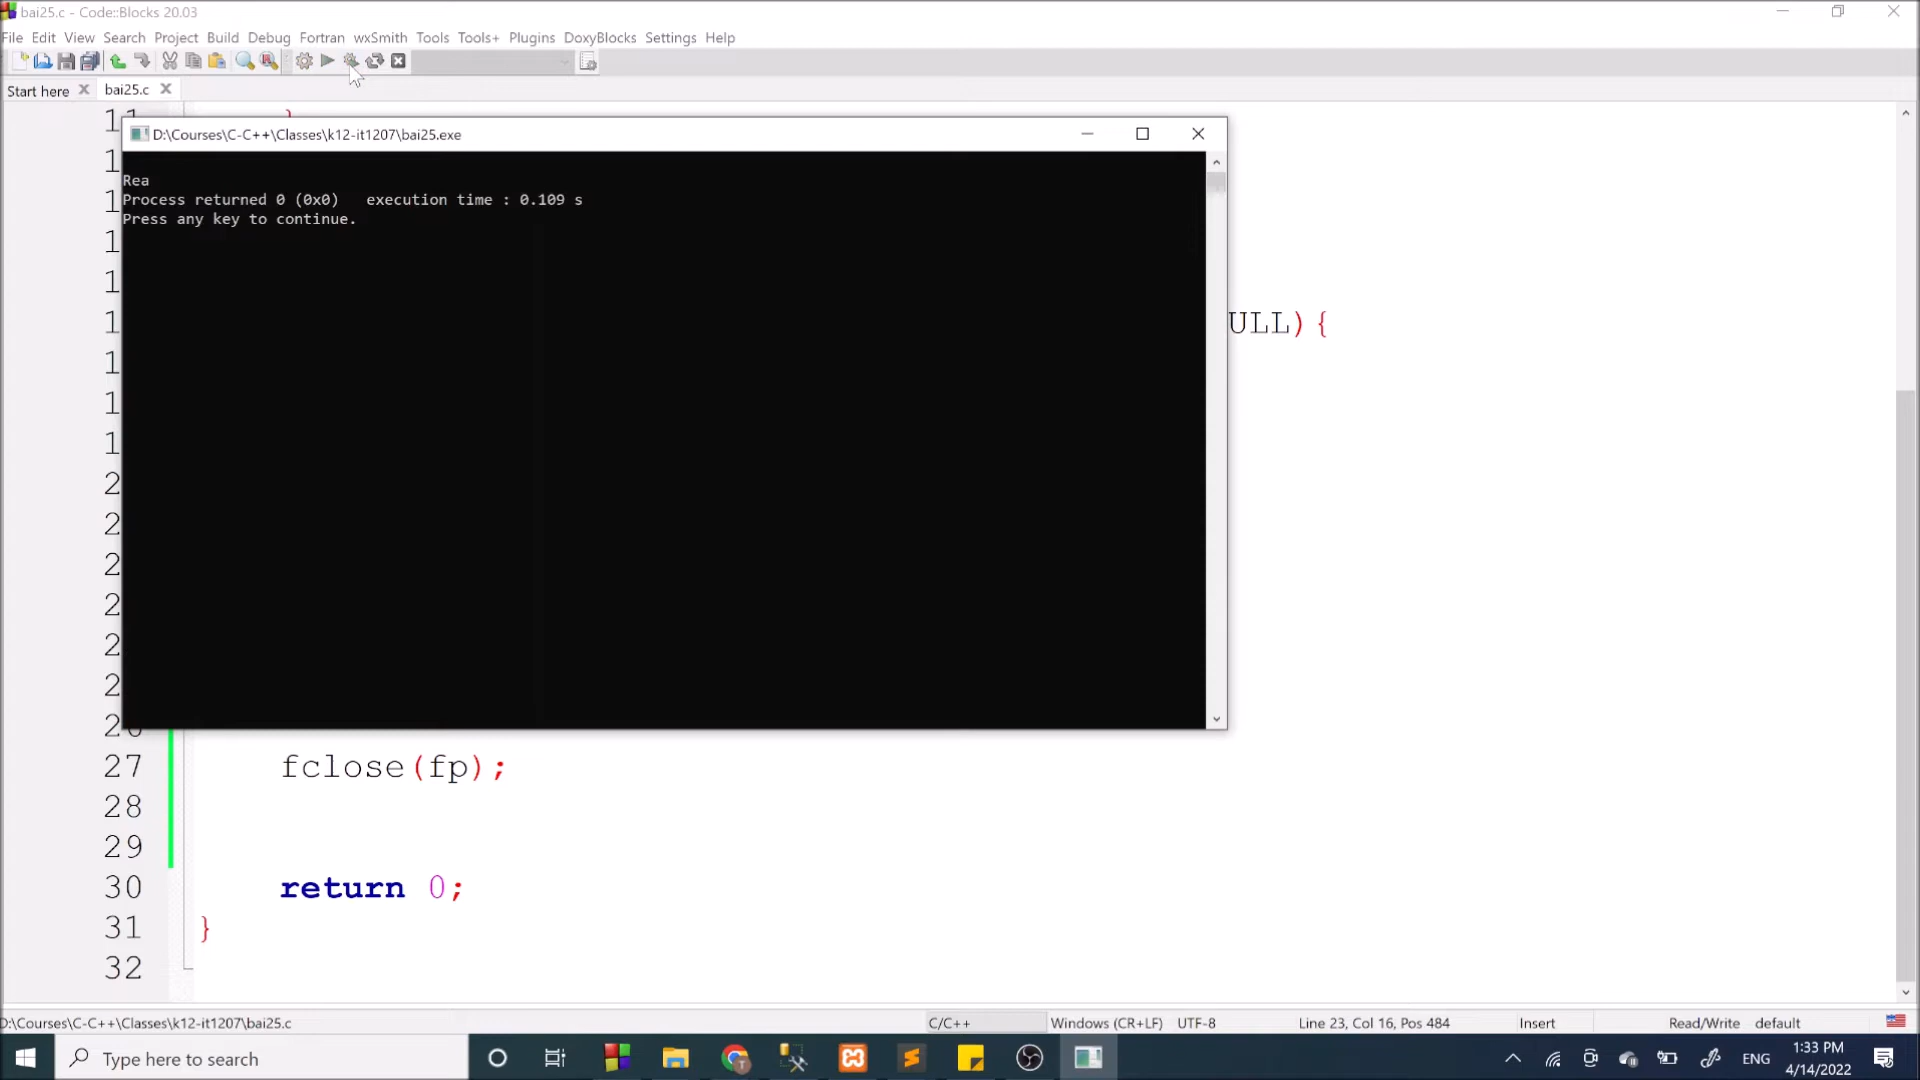 bai25.c - Code::Blocks 20.03
File Edit View Search Project Build Debug Fortran wxSmith Tools Tools+ Plugins DoxyBlocks Settings Help
Start here bai25.c
D:\Courses\C-C++\Classes\k12-it1207\bai25.exe
Rea
Process returned 0 (0x0) execution time : 0.109 s
Press any key to continue.
ULL){
26
27 fclose(fp);
28
29
30 return 0;
31 }
32
D:\Courses\C-C++\Classes\k12-it1207\bai25.c C/C++ Windows (CR+LF) UTF-8 Line 23, Col 16, Pos 484 Insert Read/Write default
Type here to search ENG 1:33 PM
4/14/2022